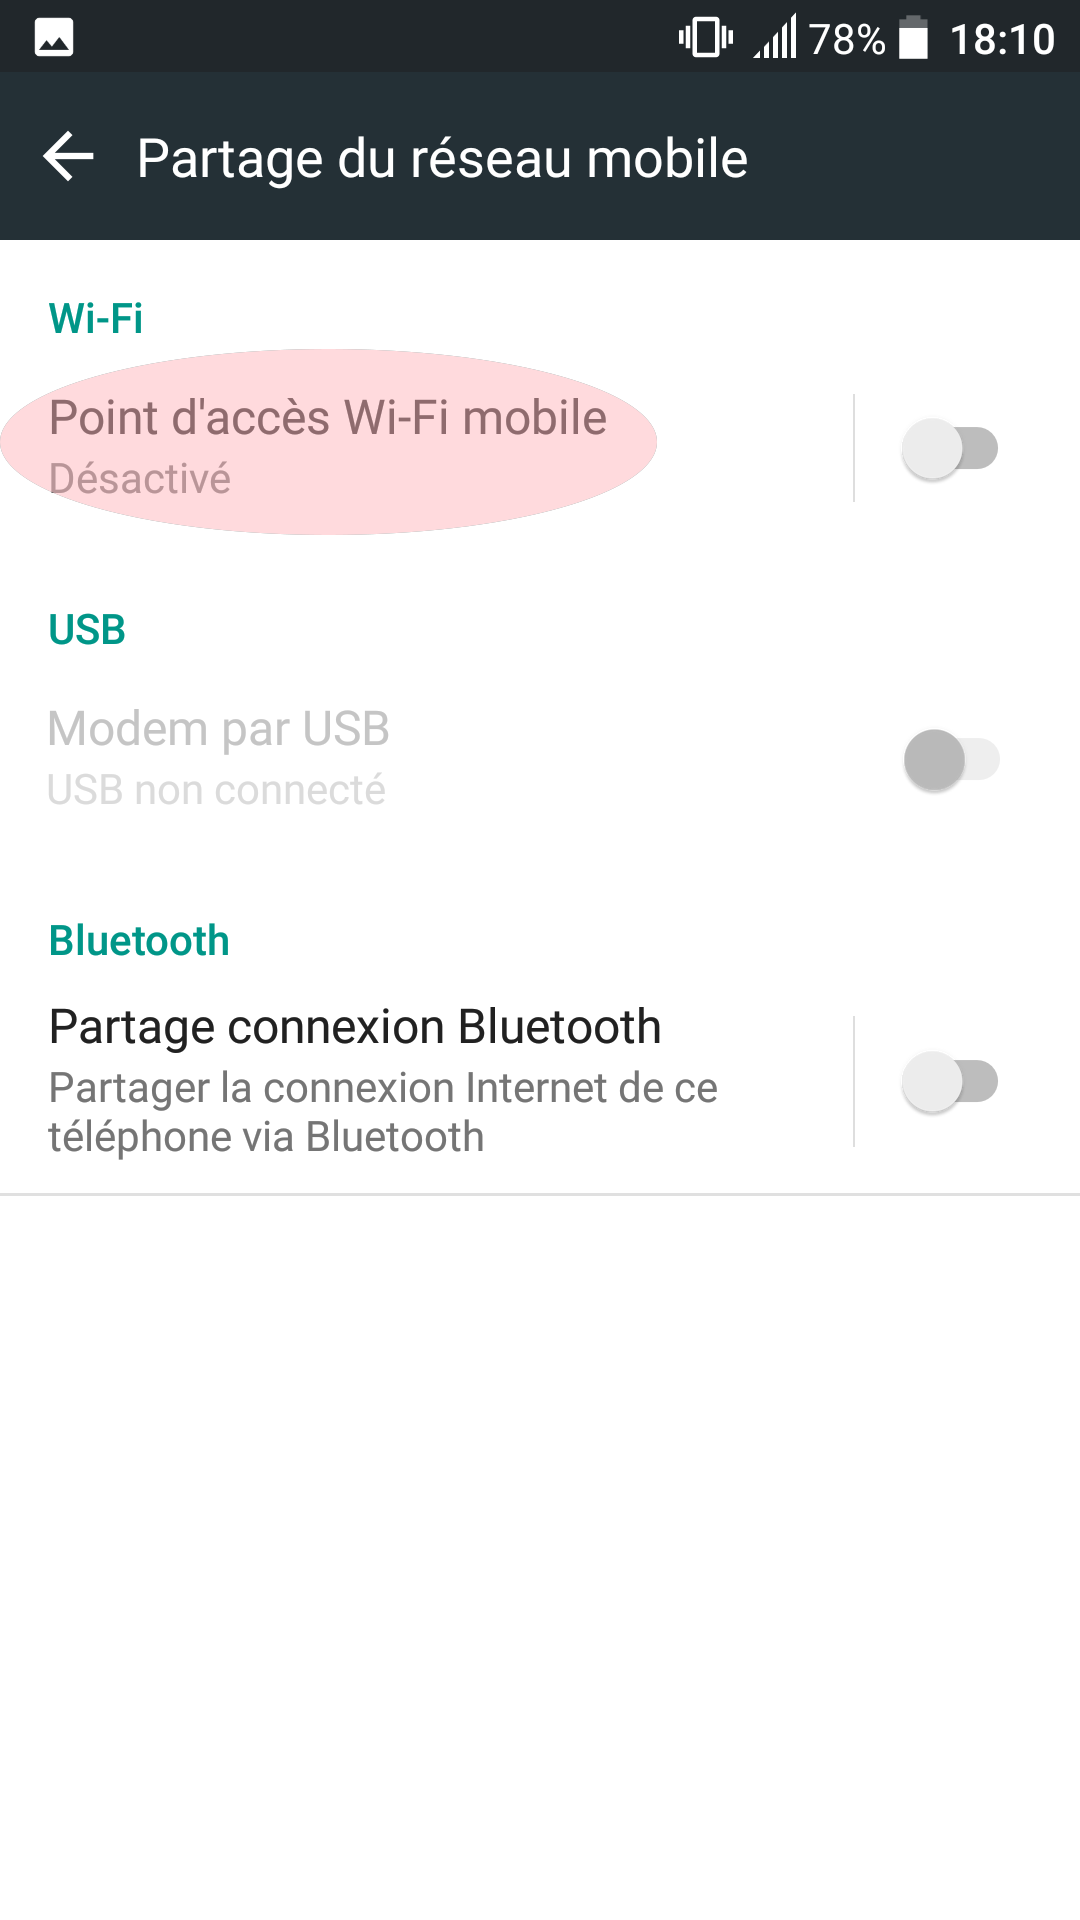 78% 18:10
Partage du réseau mobile
Wi-Fi
Point d'accès Wi-Fi mobile
Désactivé
USB
Modem par USB
USB non connecté
Bluetooth
Partage connexion Bluetooth
Partager la connexion Internet de ce
téléphone via Bluetooth